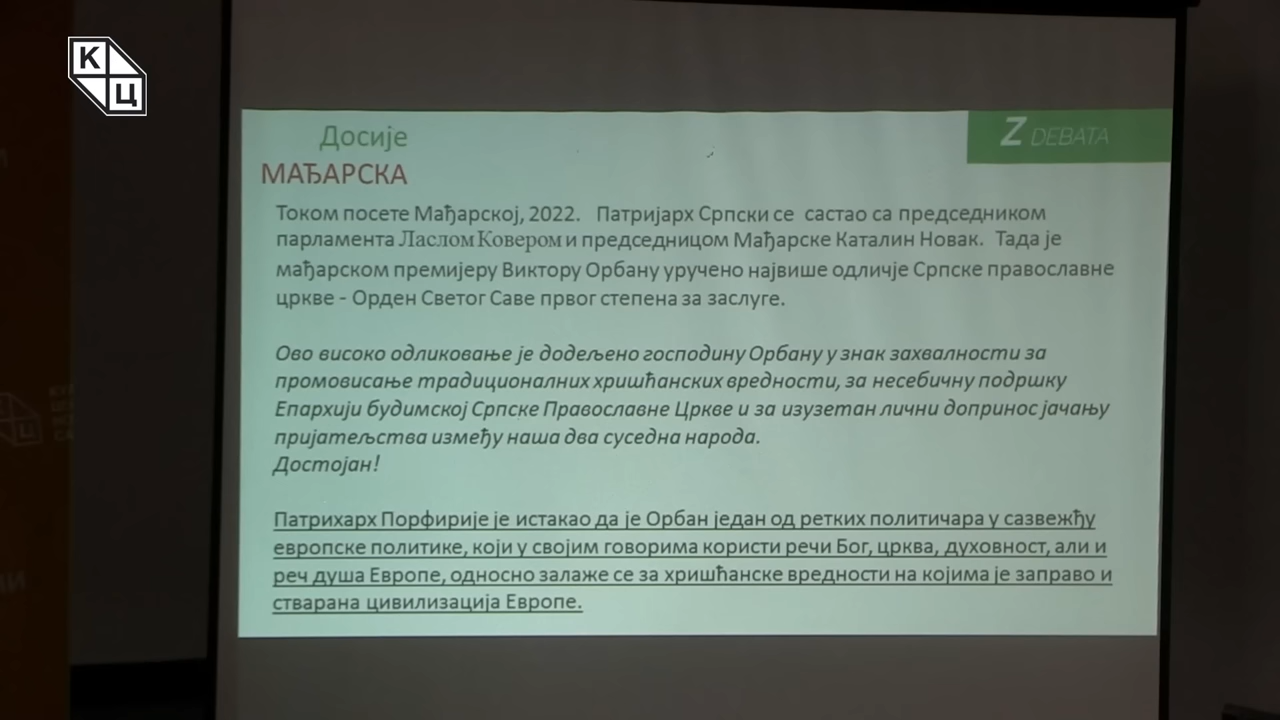 К
Ц
Досије
Z DEBATA
МАЂАРСКА
Током посете Мађарској, 2022. Патријарх Српски се састао са председником
парламента Ласлом Ковером и председницом Мађарске Каталин Новак. Тада је
мађарском премијеру Виктору Орбану уручено највише одличје Српске православне
цркве - Орден Светог Саве првог степена за заслуге.
Ово високо одликовање је додељено господину Орбану у знак захвалности за
промовисање традиционалних хришћанских вредности, за несебичну подршку
Епархији будимској Српске Православне Цркве и за изузетан лични допринос јачању
пријатељства између наша два суседна народа.
Достојан!
Патрихарх Порфирије је истакао да је Орбан један од ретких политичара у сазвежђу
европске политике, који у својим говорима користи речи Бог, црква, духовност, али и
реч душа Европе, односно залаже се за хришћанске вредности на којима је заправо и
стварана цивилизација Европе.